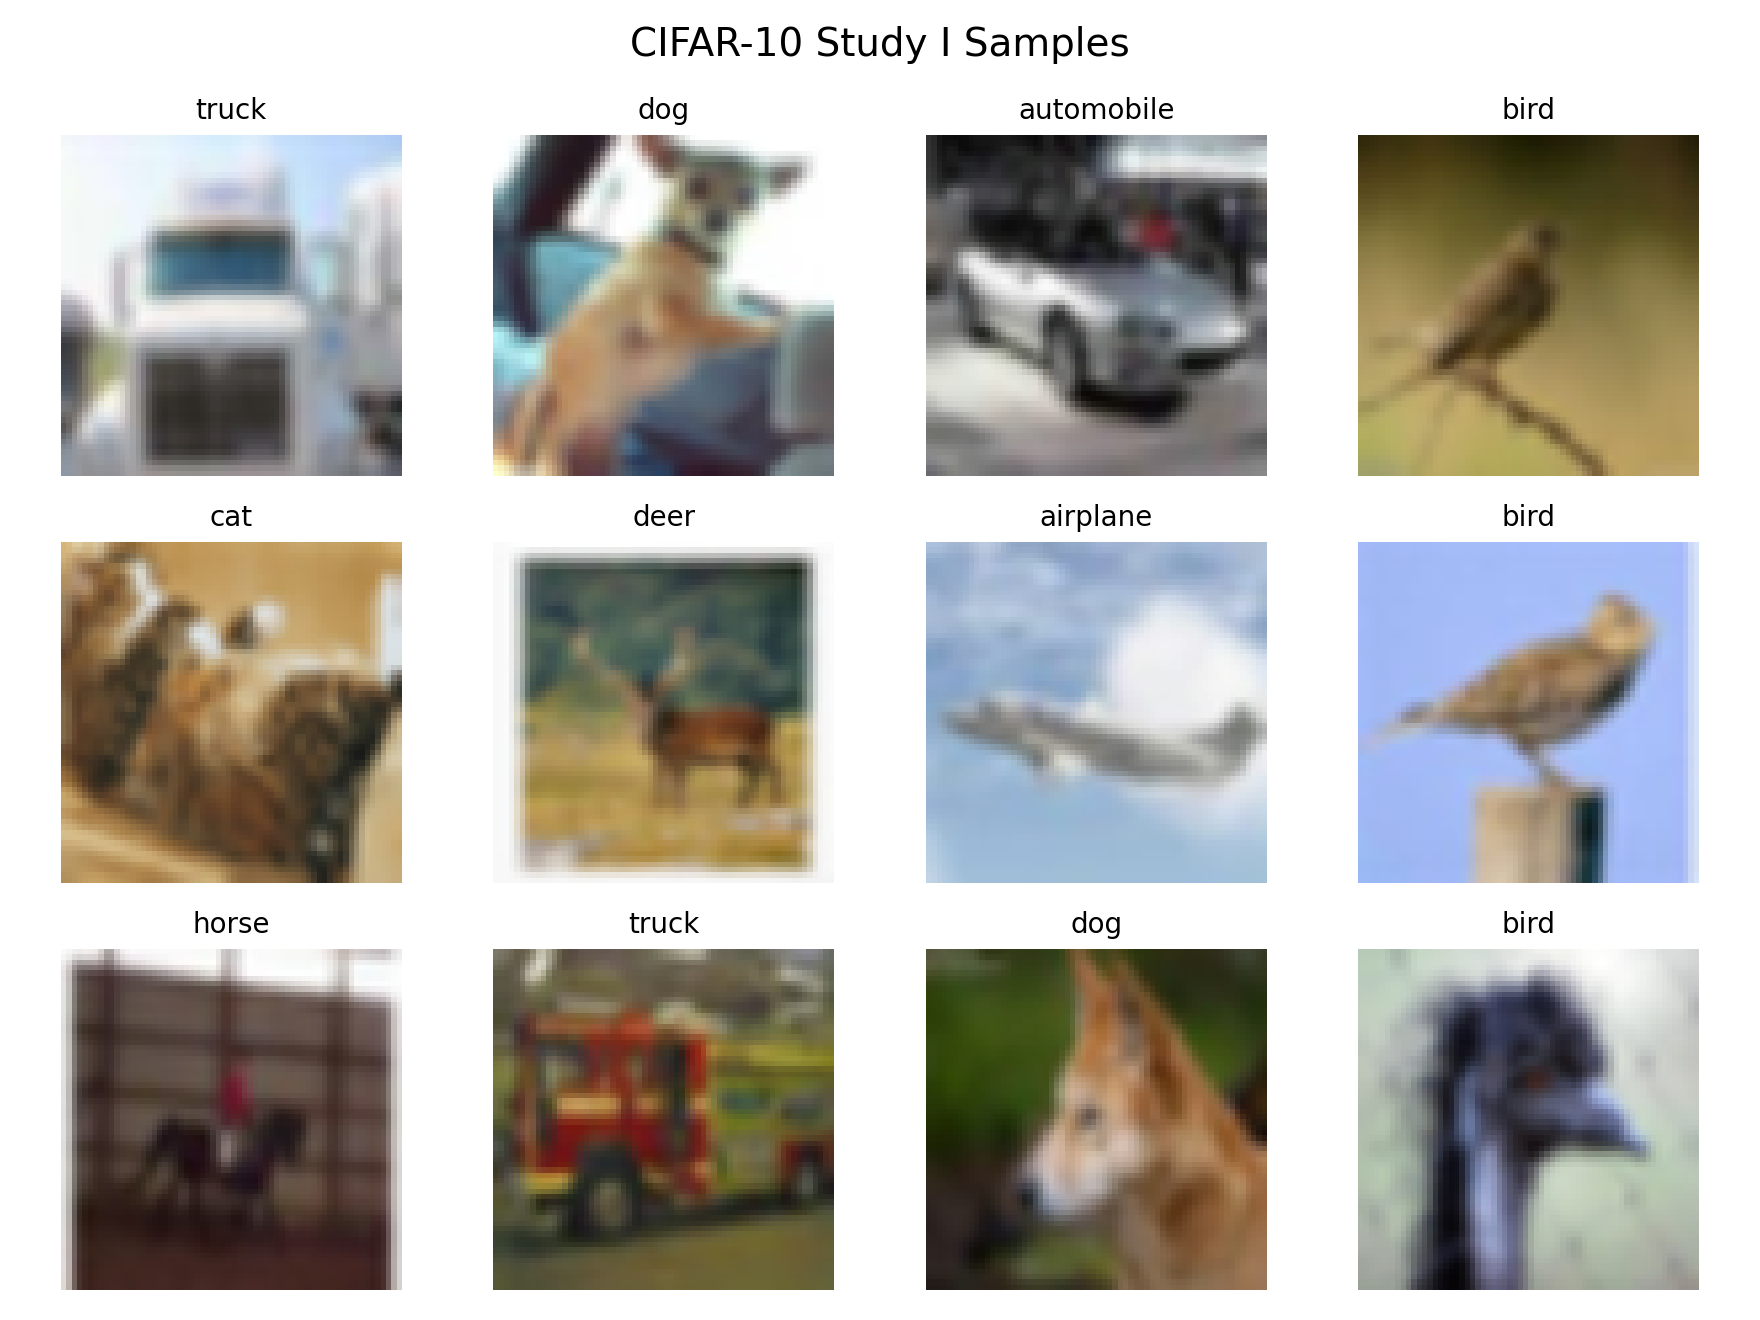 CIFAR-10 Study I Samples
truck
dog
automobile
bird
cat
deer
airplane
bird
horse
truck
dog
bird